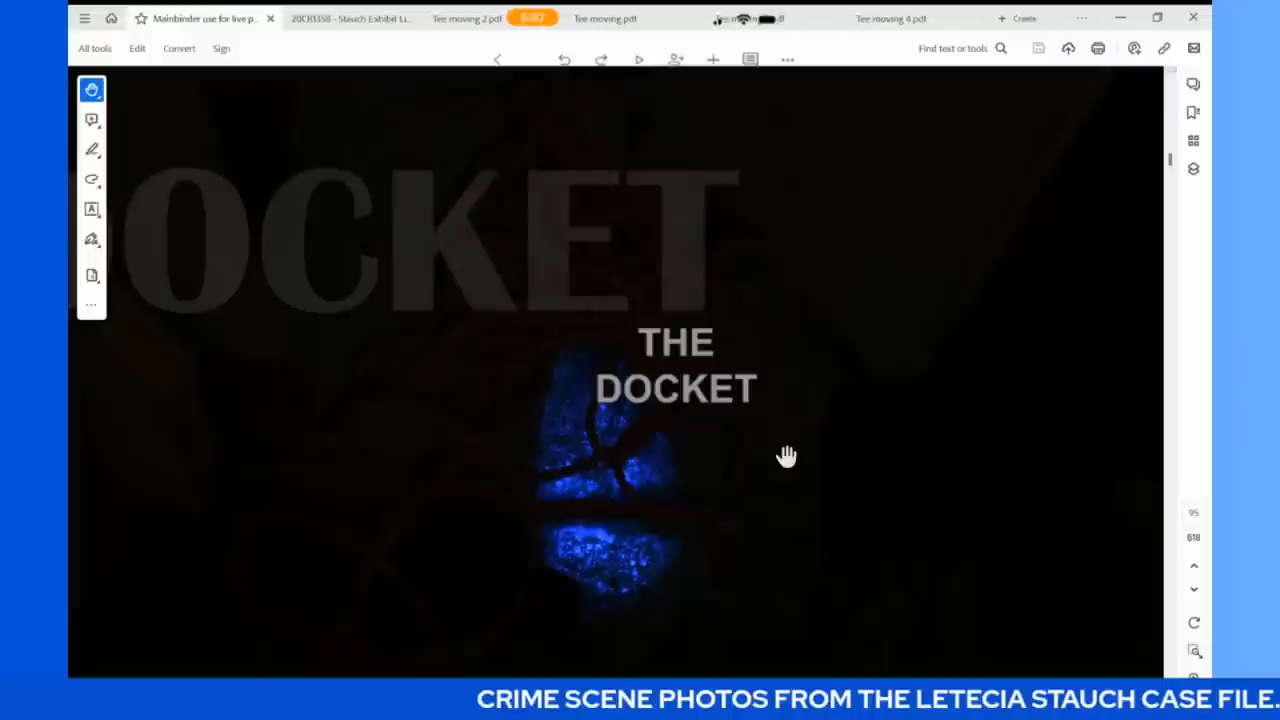 Mainbinder use for live p...
20CR1358 - Stauch Exhibit Li...
Tee moving 2.pdf
Tee moving.pdf
Tee moving 4.pdf
Create
All tools
Edit
Convert
Sign
Find text or tools
DOCKET
THE
DOCKET
95
818
CRIME SCENE PHOTOS FROM THE LETECIA STAUCH CASE FILE.